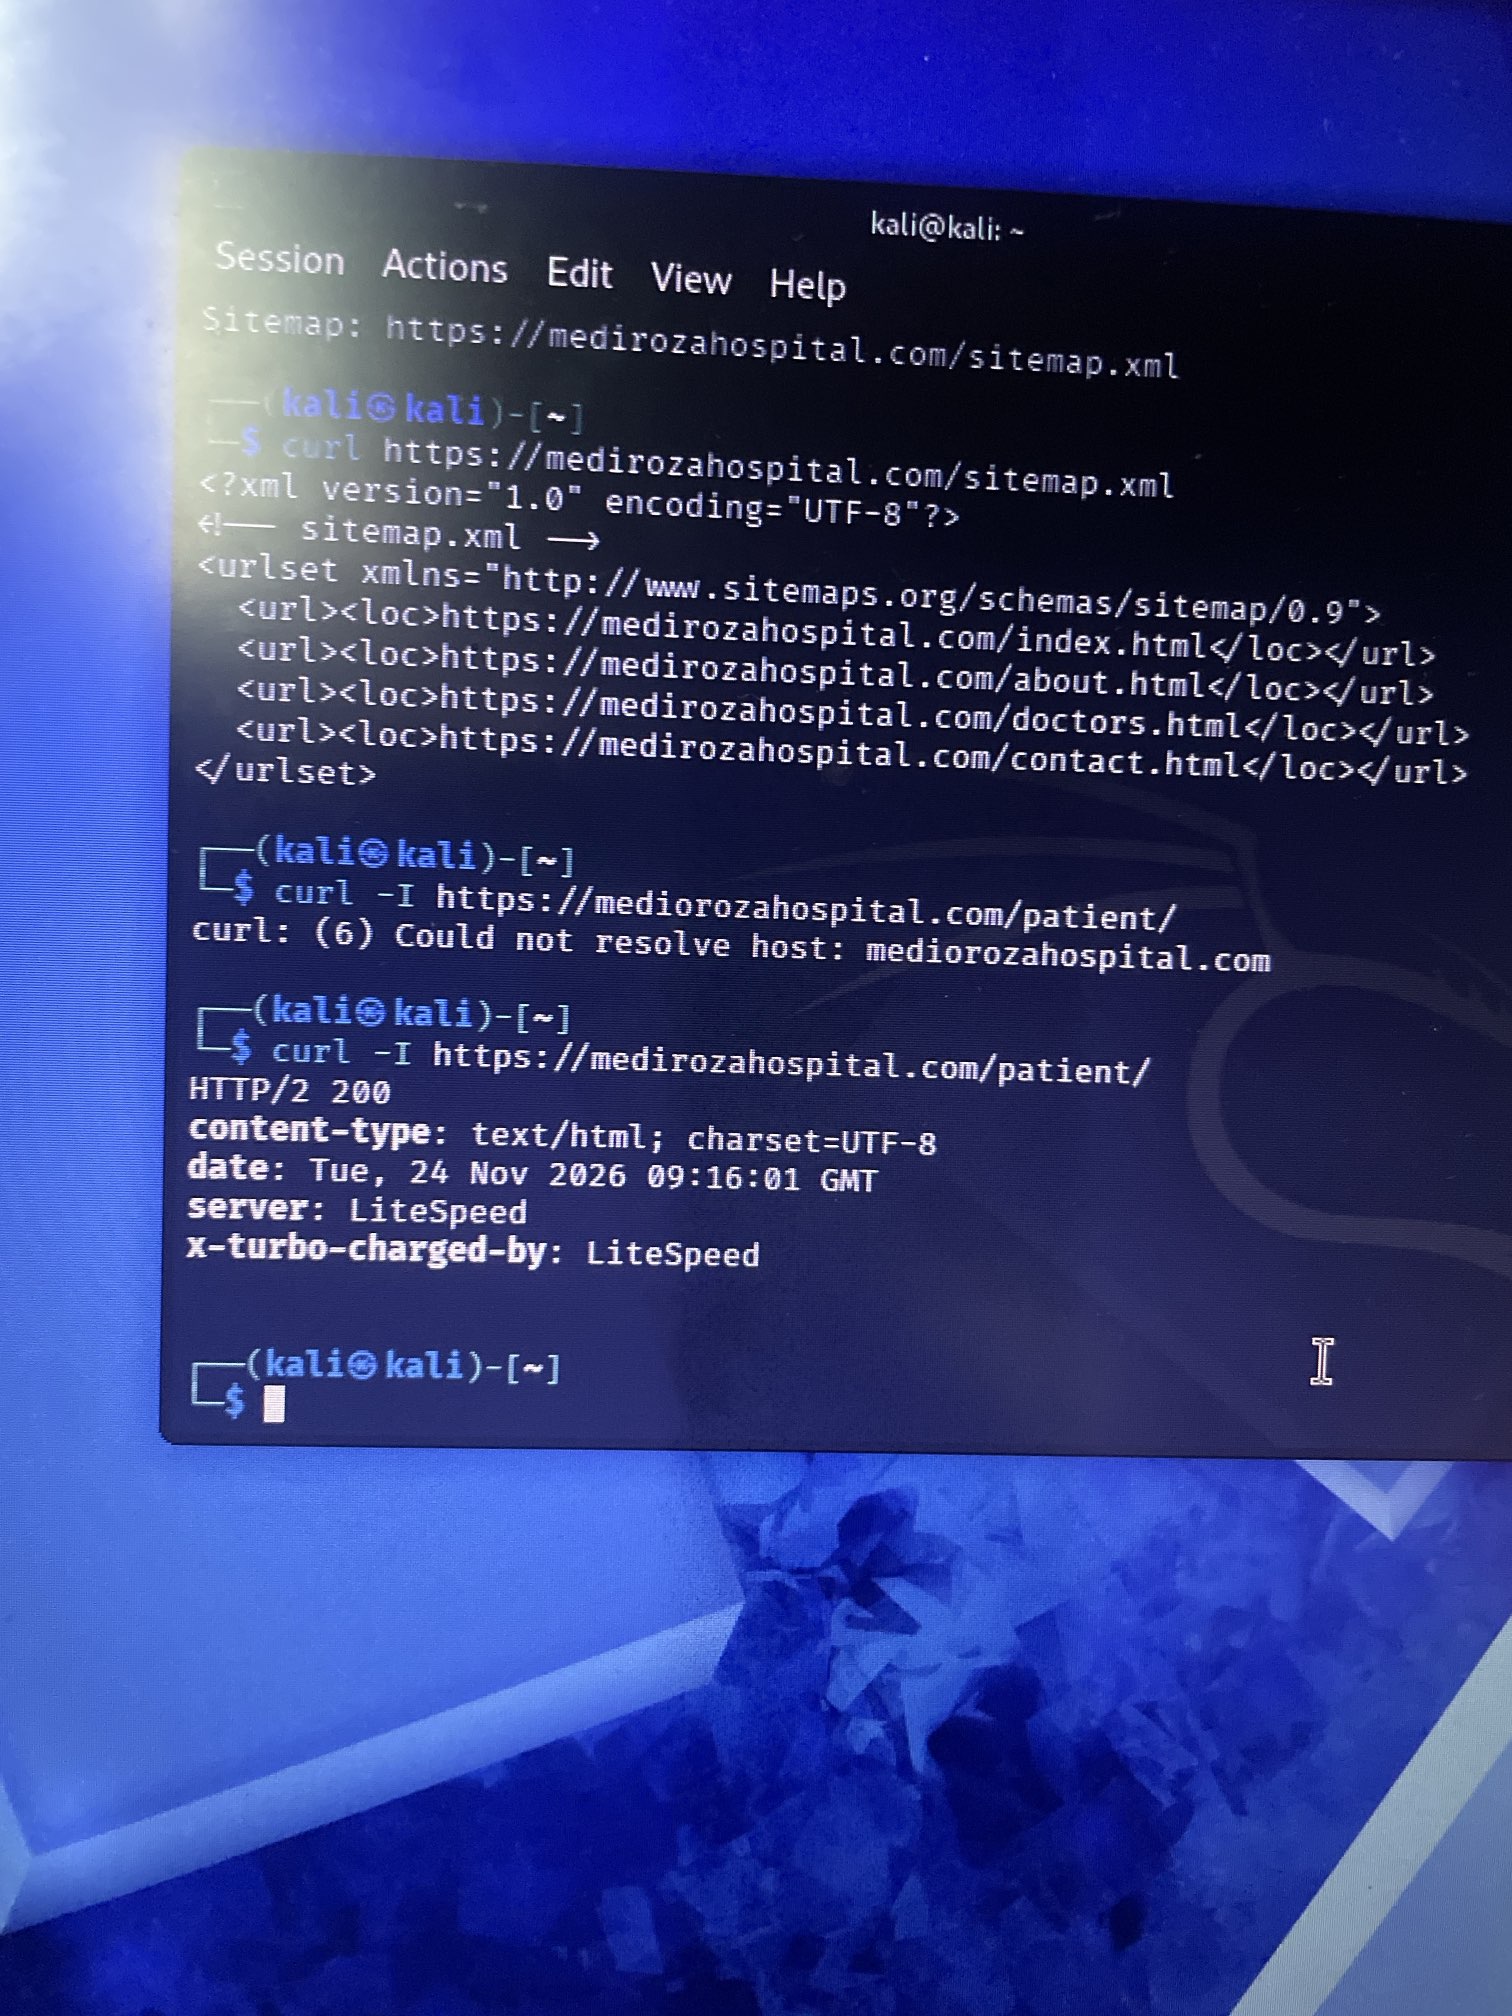 kali@kali: ~
Session Actions Edit View Help
Sitemap: https://medirozahospital.com/sitemap.xml
┌──(kali㉿kali)-[~]
└─$ curl https://medirozahospital.com/sitemap.xml
<?xml version="1.0" encoding="UTF-8"?>
<!-- sitemap.xml -->
<urlset xmlns="http://www.sitemaps.org/schemas/sitemap/0.9">
<url><loc>https://medirozahospital.com/index.html</loc></url>
<url><loc>https://medirozahospital.com/about.html</loc></url>
<url><loc>https://medirozahospital.com/doctors.html</loc></url>
<url><loc>https://medirozahospital.com/contact.html</loc></url>
</urlset>
┌──(kali㉿kali)-[~]
└─$ curl -I https://mediorozahospital.com/patient/
curl: (6) Could not resolve host: mediorozahospital.com
┌──(kali㉿kali)-[~]
└─$ curl -I https://medirozahospital.com/patient/
HTTP/2 200
content-type: text/html; charset=UTF-8
date: Tue, 24 Nov 2026 09:16:01 GMT
server: LiteSpeed
x-turbo-charged-by: LiteSpeed
┌──(kali㉿kali)-[~]
└─$